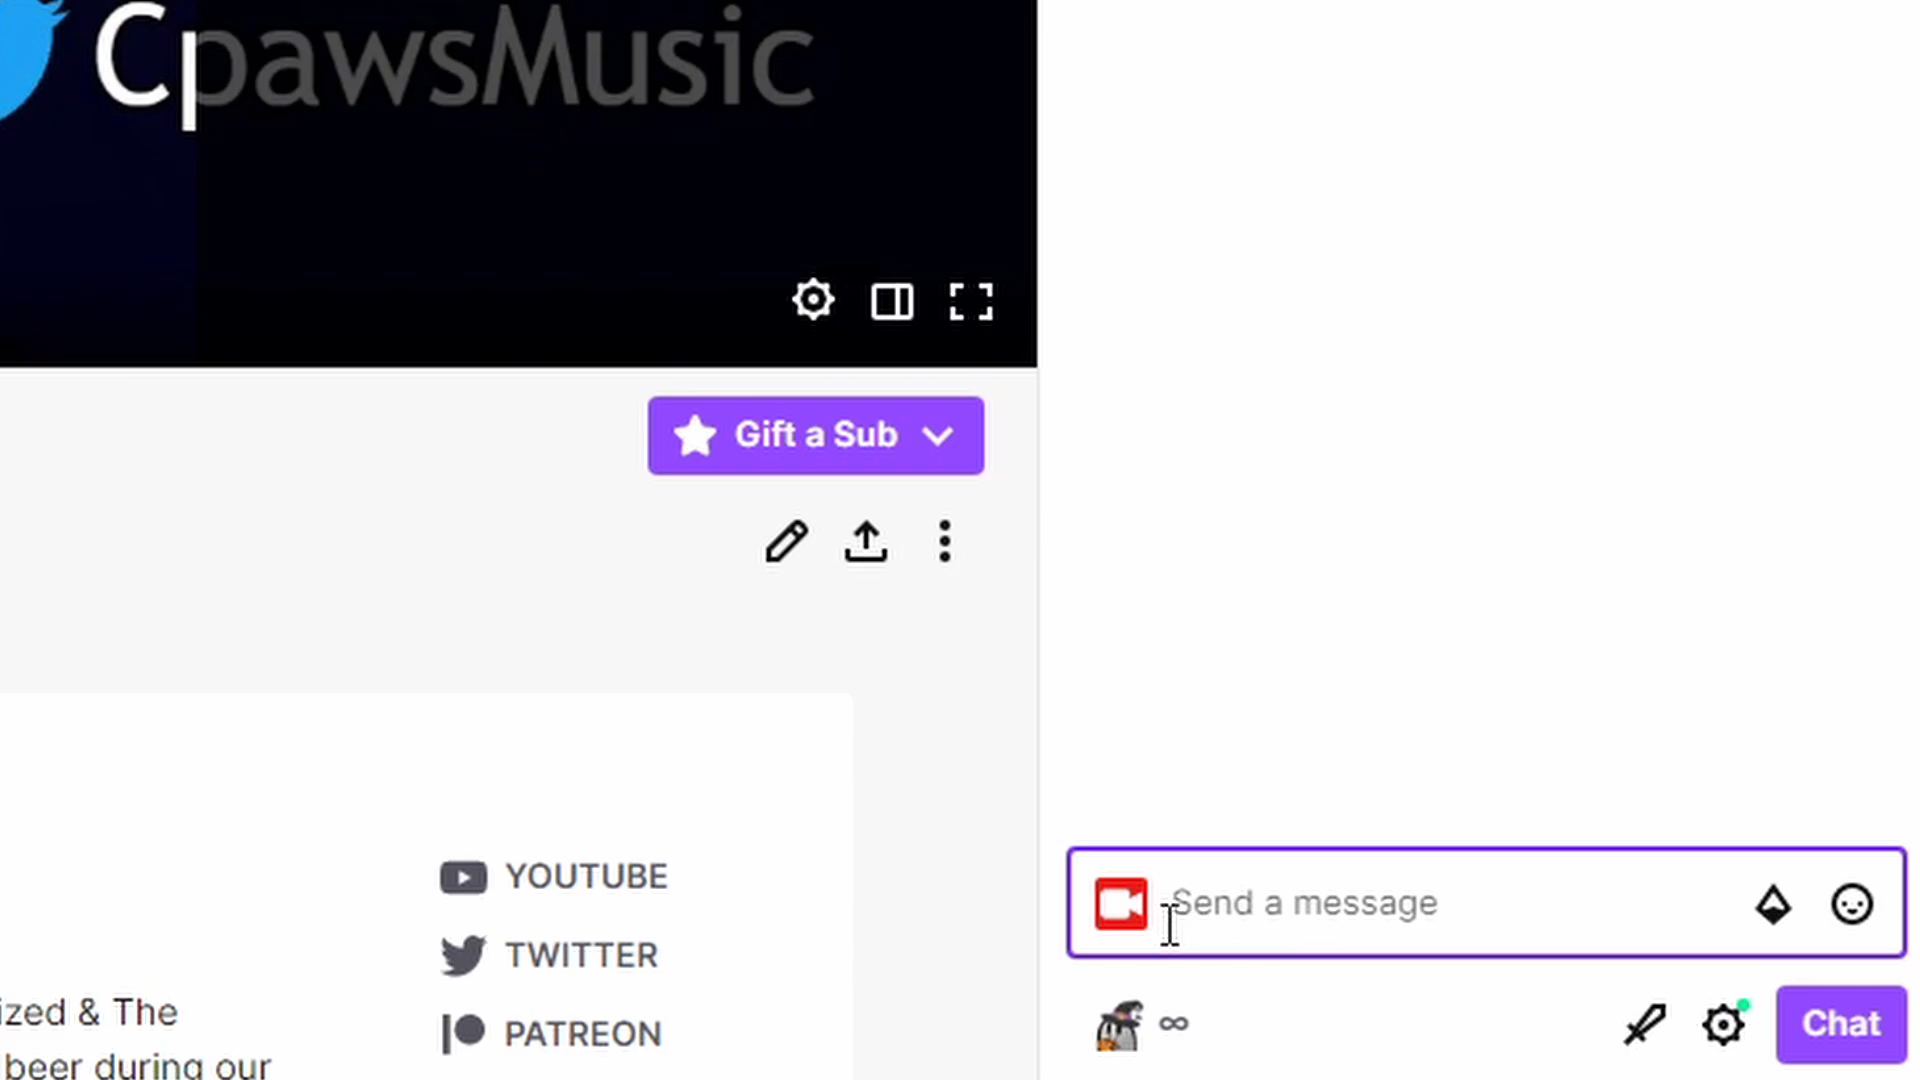 CpawsMusic
Gift a Sub
YOUTUBE
TWITTER
PATREON
ized & The
beer during our
Send a message
∞
Chat